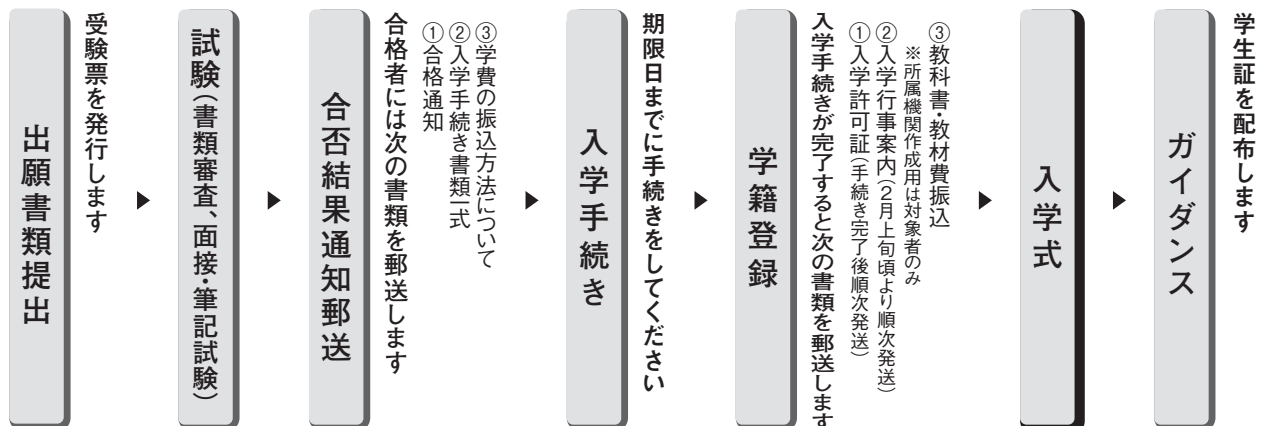 出願書類提出
受験票を発行します
試験(書類審査、面接・筆記試験)
合否結果通知郵送
合格者には次の書類を郵送します
①合格通知
②入学手続き書類一式
③学費の振込方法について
入学手続き
期限日までに手続きをしてください
学籍登録
入学手続きが完了すると次の書類を郵送します
①入学許可証(手続き完了後順次発送)
②入学行事案内(2月上旬頃より順次発送)
※所属機関作成用は対象者のみ
③教科書・教材費振込
入学式
ガイダンス
学生証を配布します